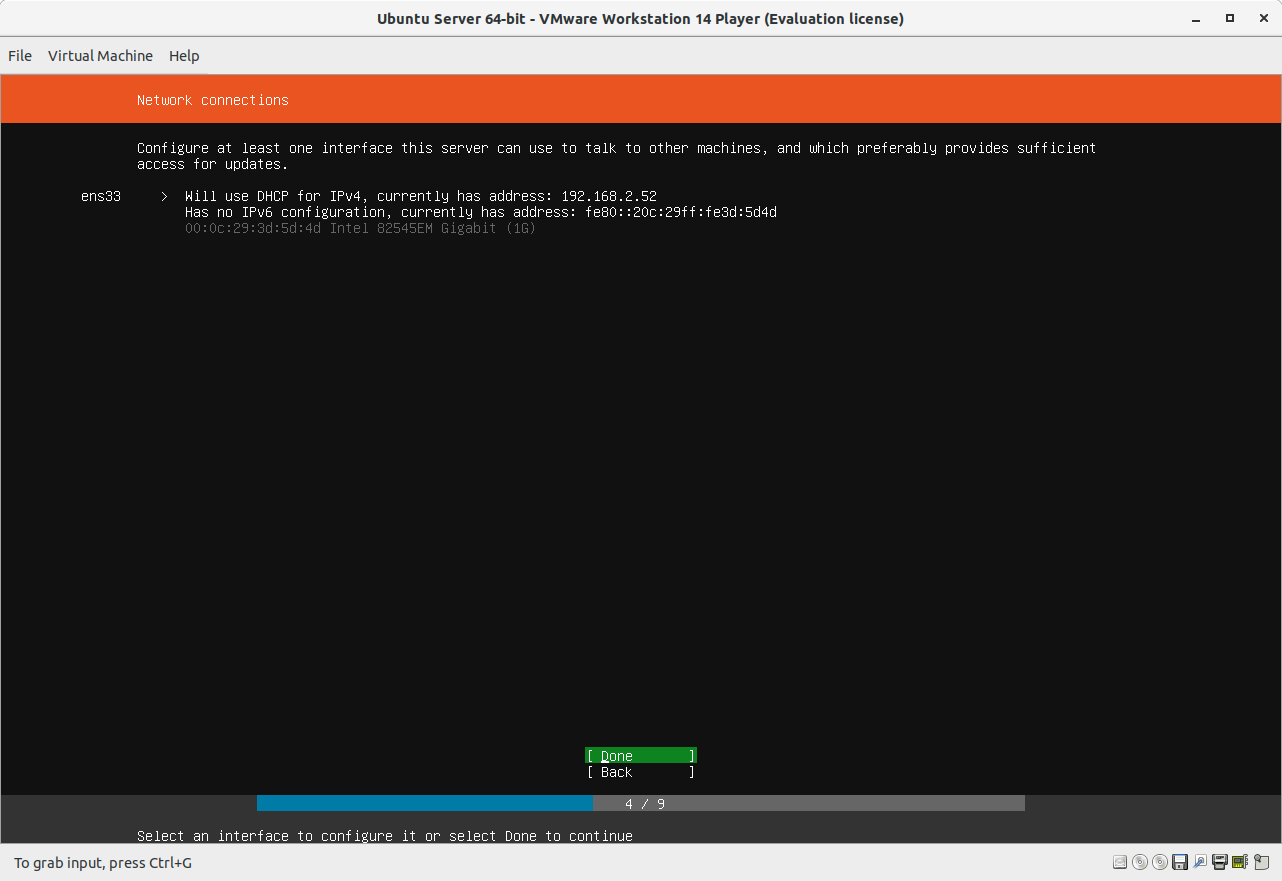 Ubuntu Server 64-bit - VMware Workstation 14 Player (Evaluation license)
File Virtual Machine Help
Network connections
Configure at least one interface this server can use to talk to other machines, and which preferably provides sufficient
access for updates.
ens33 > Will use DHCP for IPv4, currently has address: 192.168.2.52
Has no IPv6 configuration, currently has address: fe80::20c:29ff:fe3d:5d4d
00:0c:29:3d:5d:4d Intel 82545EM Gigabit (1G)
[ Done ]
[ Back ]
4 / 9
Select an interface to configure it or select Done to continue
To grab input, press Ctrl+G